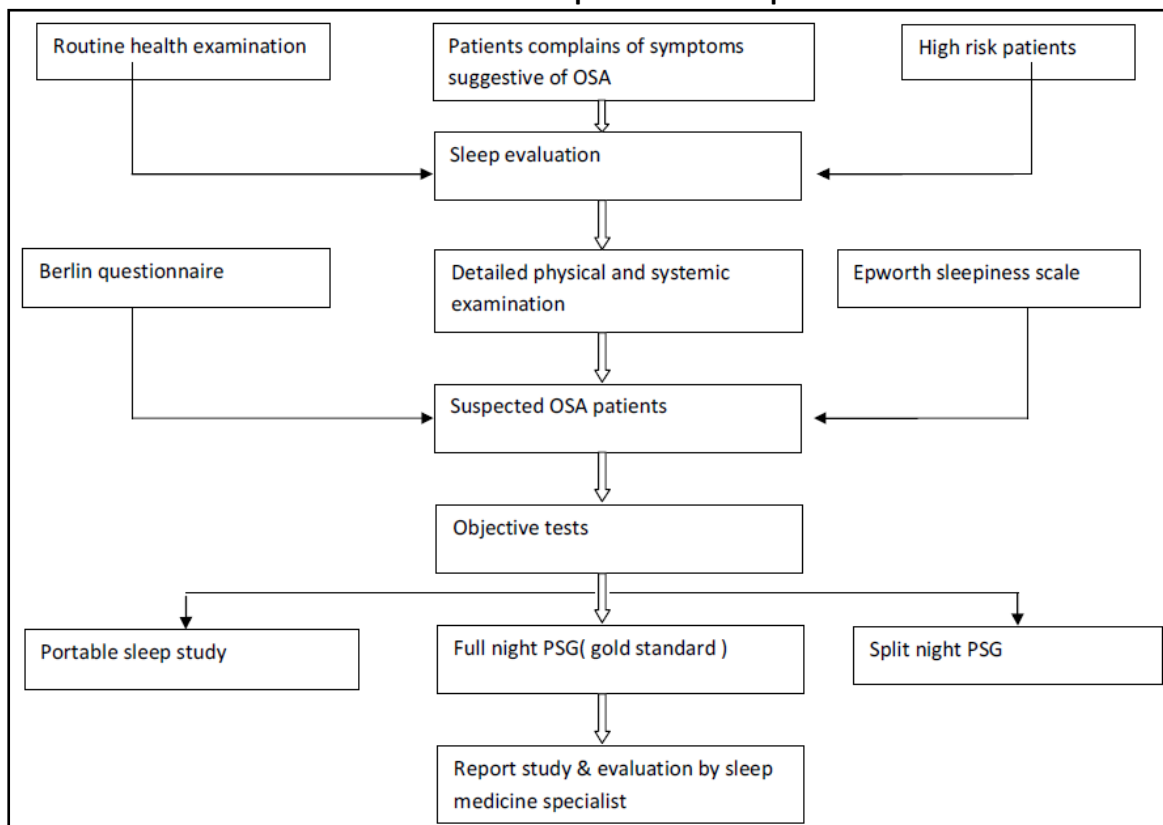 Routine health examination
Patients complains of symptoms
suggestive of OSA
High risk patients
Sleep evaluation
Berlin questionnaire
Detailed physical and systemic
examination
Epworth sleepiness scale
Suspected OSA patients
Objective tests
Portable sleep study
Full night PSG( gold standard )
Split night PSG
Report study & evaluation by sleep
medicine specialist